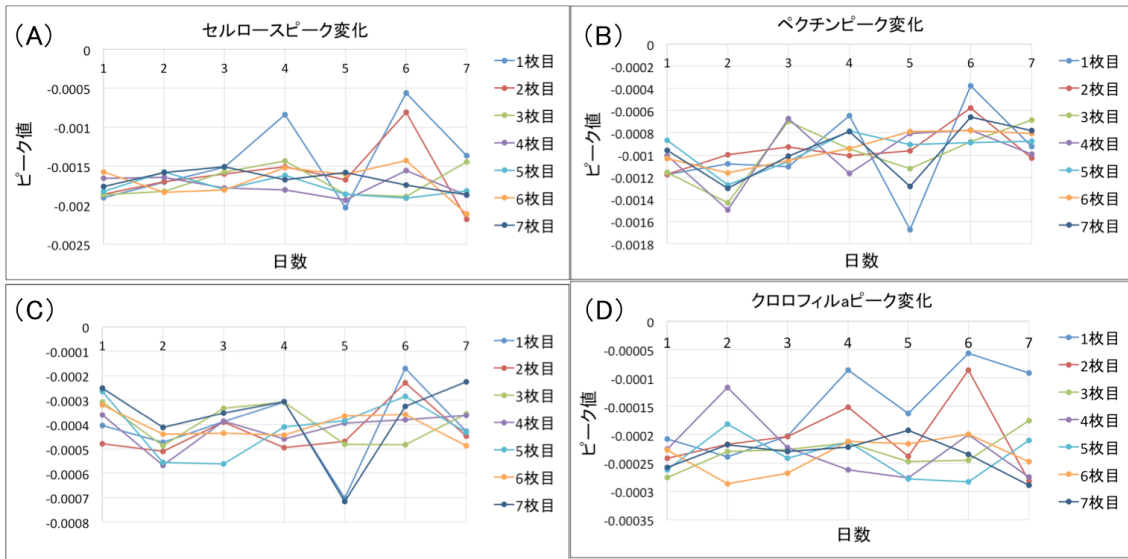 (A)
セルロースピーク変化
0
-0.0005
-0.001
-0.0015
-0.002
-0.0025
1 2 3 4 5 6 7
ピーク値
日数
1枚目
2枚目
3枚目
4枚目
5枚目
6枚目
7枚目
(B)
ペクチンピーク変化
0
-0.0002
-0.0004
-0.0006
-0.0008
-0.001
-0.0012
-0.0014
-0.0016
-0.0018
1 2 3 4 5 6 7
ピーク値
日数
1枚目
2枚目
3枚目
4枚目
5枚目
6枚目
7枚目
(C)
0
-0.0001
-0.0002
-0.0003
-0.0004
-0.0005
-0.0006
-0.0007
-0.0008
1 2 3 4 5 6 7
1枚目
2枚目
3枚目
4枚目
5枚目
6枚目
7枚目
(D)
クロロフィルaピーク変化
0
-0.00005
-0.0001
-0.00015
-0.0002
-0.00025
-0.0003
-0.00035
1 2 3 4 5 6 7
ピーク値
日数
1枚目
2枚目
3枚目
4枚目
5枚目
6枚目
7枚目